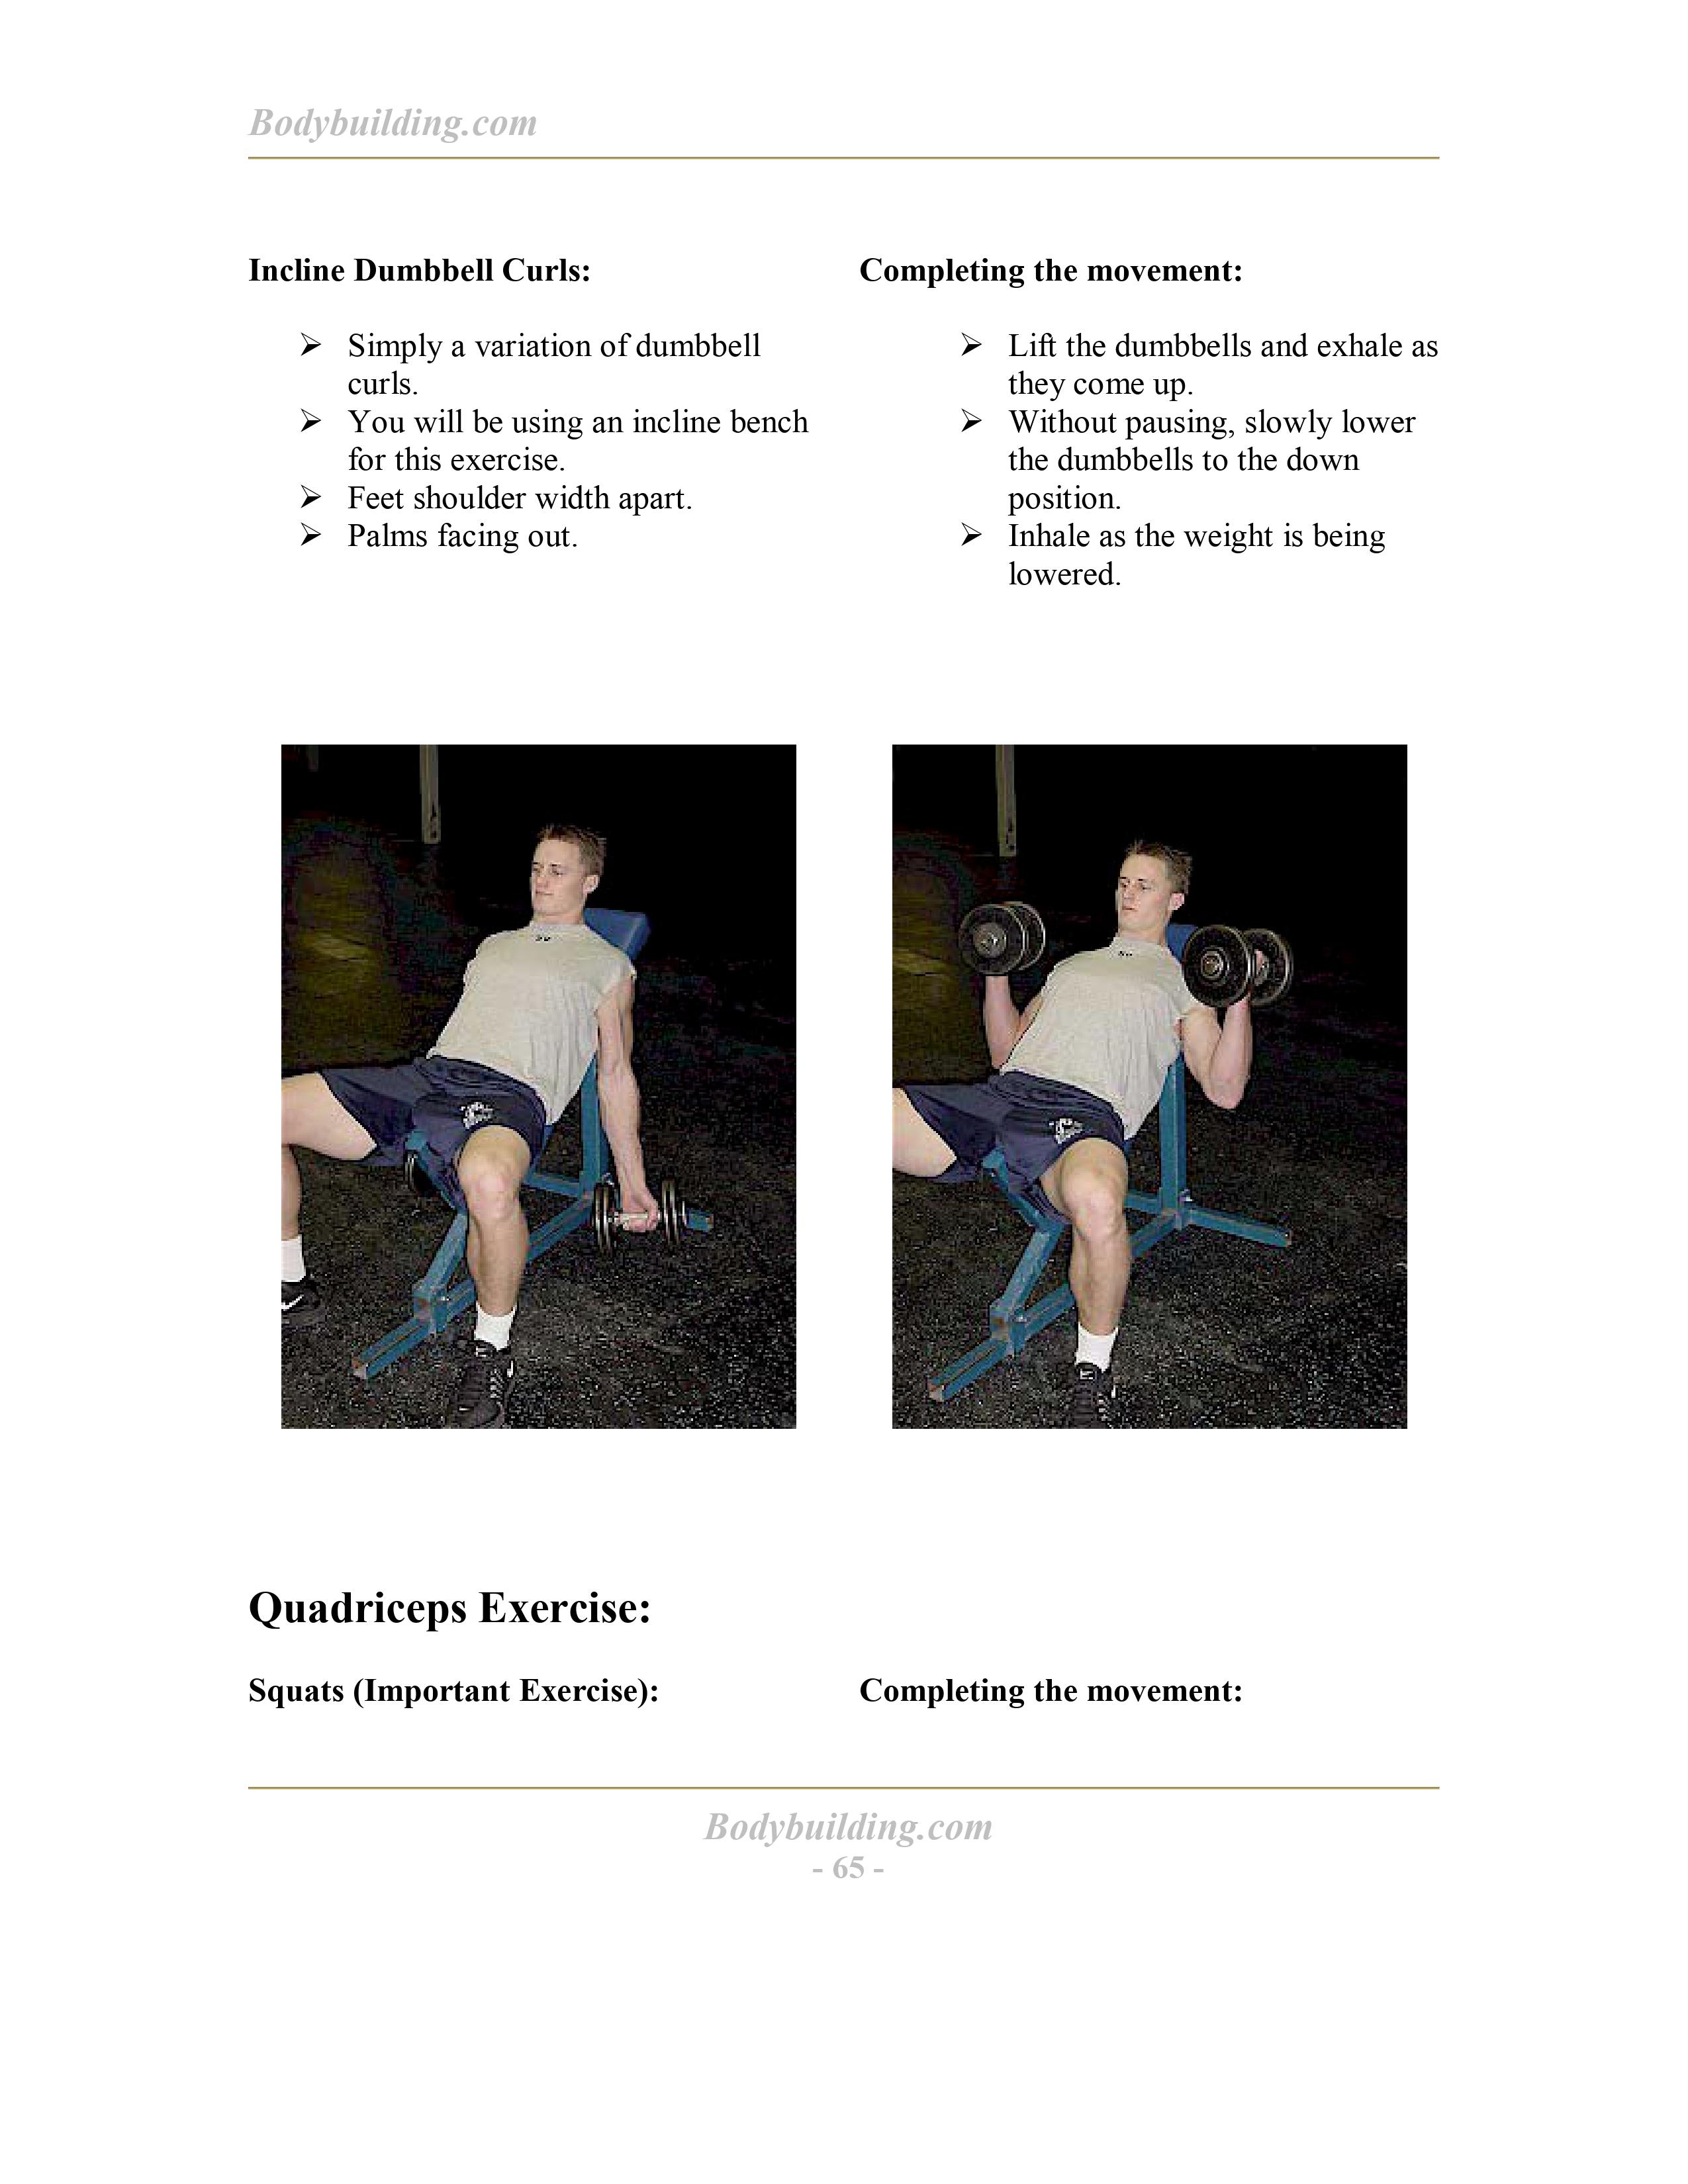 Bodybuilding.com
Incline Dumbbell Curls:
➢ Simply a variation of dumbbell
curls.
➢ You will be using an incline bench
for this exercise.
➢ Feet shoulder width apart.
➢ Palms facing out.
Completing the movement:
➢ Lift the dumbbells and exhale as
they come up.
➢ Without pausing, slowly lower
the dumbbells to the down
position.
➢ Inhale as the weight is being
lowered.
Quadriceps Exercise:
Squats (Important Exercise):
Completing the movement:
Bodybuilding.com
- 65 -